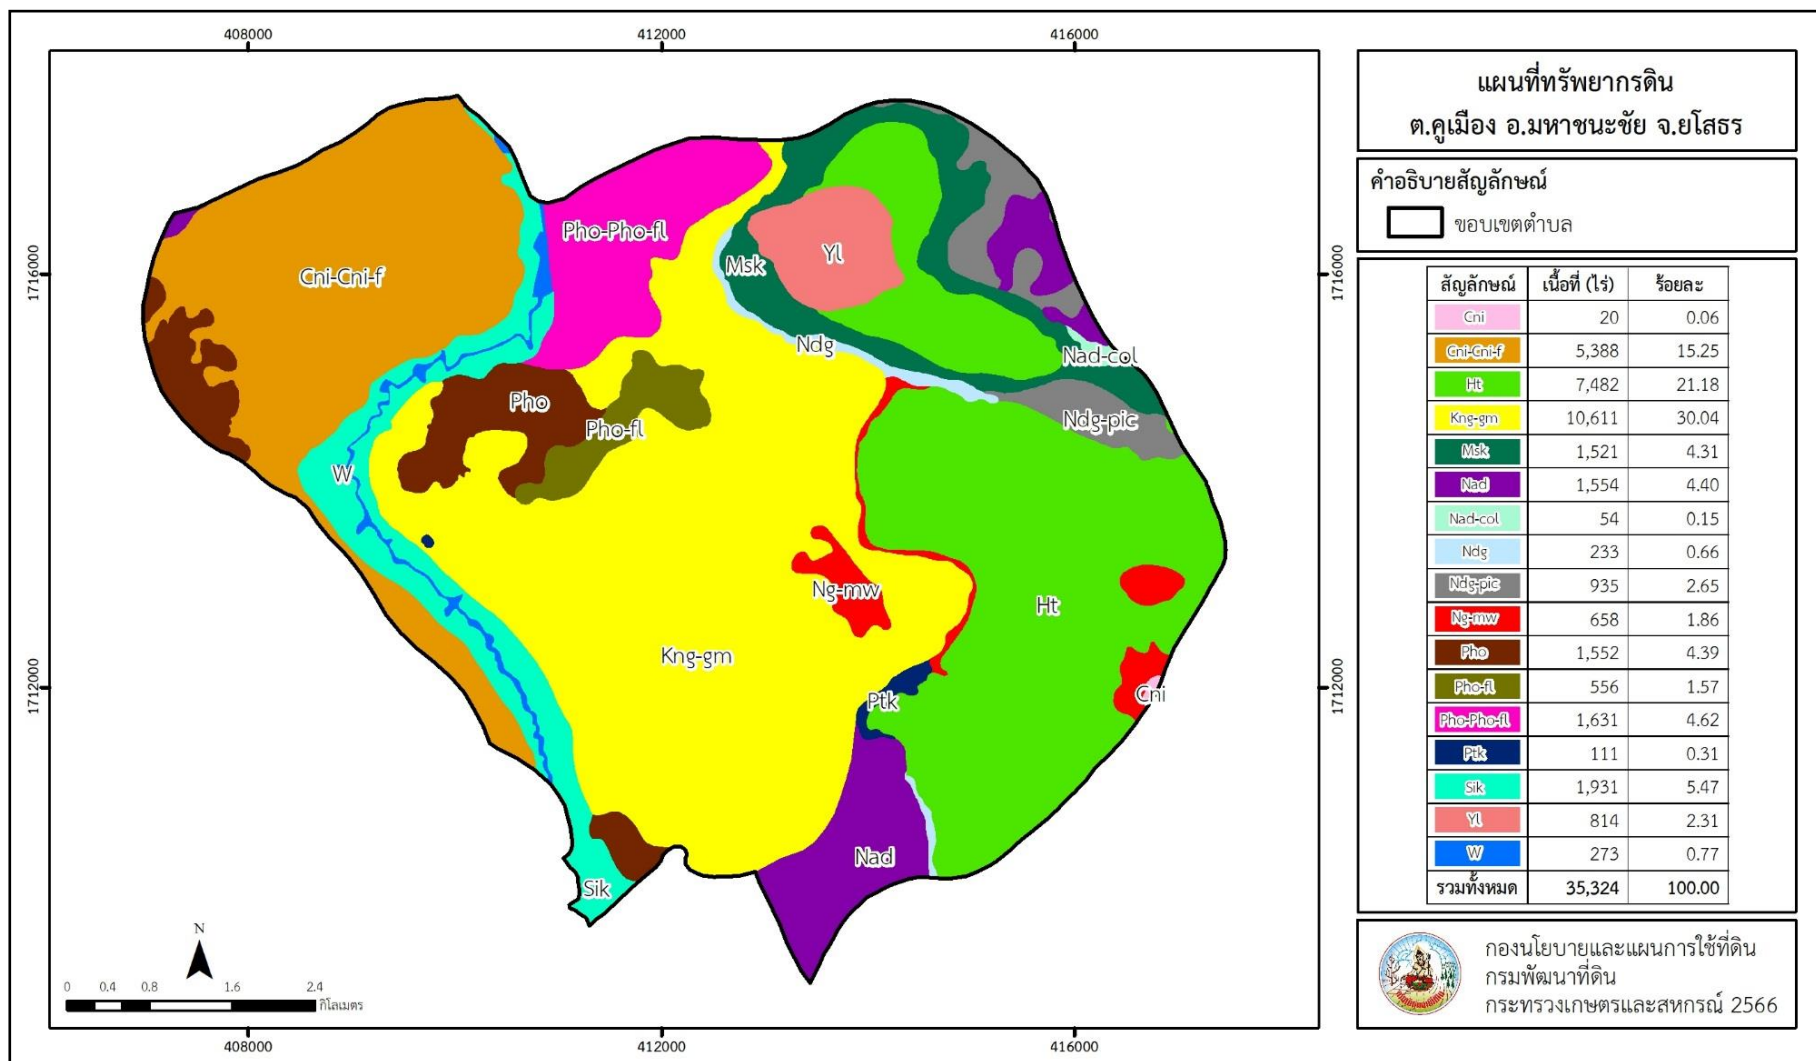 408000
412000
416000
1716000
1716000
1712000
1712000
408000
412000
416000
Pho-Pho-fl
Cni-Cni-f
Msk
Yl
Ndg
Nad-col
Pho
Pho-fl
Ndg-pic
W
Ng-mw
Ht
Kng-gm
Ptk
Cni
Nad
Sik
N
0 0.4 0.8 1.6 2.4
กิโลเมตร
แผนที่ทรัพยากรดิน
ต.คูเมือง อ.มหาชนะชัย จ.ยโสธร
คำอธิบายสัญลักษณ์
ขอบเขตตำบล
สัญลักษณ์ เนื้อที่ (ไร่) ร้อยละ
Cni 20 0.06
Cni-Cni-f 5,388 15.25
Ht 7,482 21.18
Kng-gm 10,611 30.04
Msk 1,521 4.31
Nad 1,554 4.40
Nad-col 54 0.15
Ndg 233 0.66
Ndg-pic 935 2.65
Ng-mw 658 1.86
Pho 1,552 4.39
Pho-fl 556 1.57
Pho-Pho-fl 1,631 4.62
Ptk 111 0.31
Sik 1,931 5.47
Yl 814 2.31
W 273 0.77
รวมทั้งหมด 35,324 100.00
กองนโยบายและแผนการใช้ที่ดิน
กรมพัฒนาที่ดิน
กระทรวงเกษตรและสหกรณ์ 2566